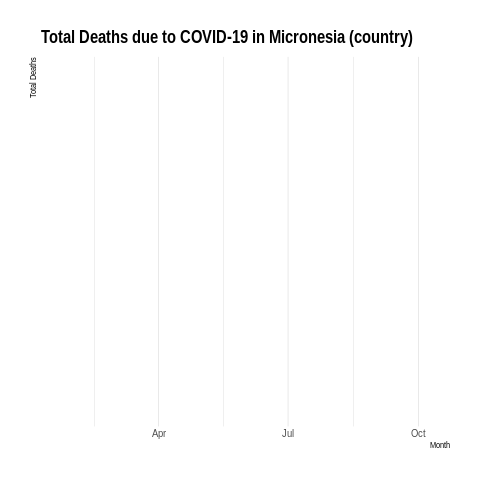 Total Deaths due to COVID-19 in Micronesia (country)
Total Deaths
Apr Jul Oct
Month